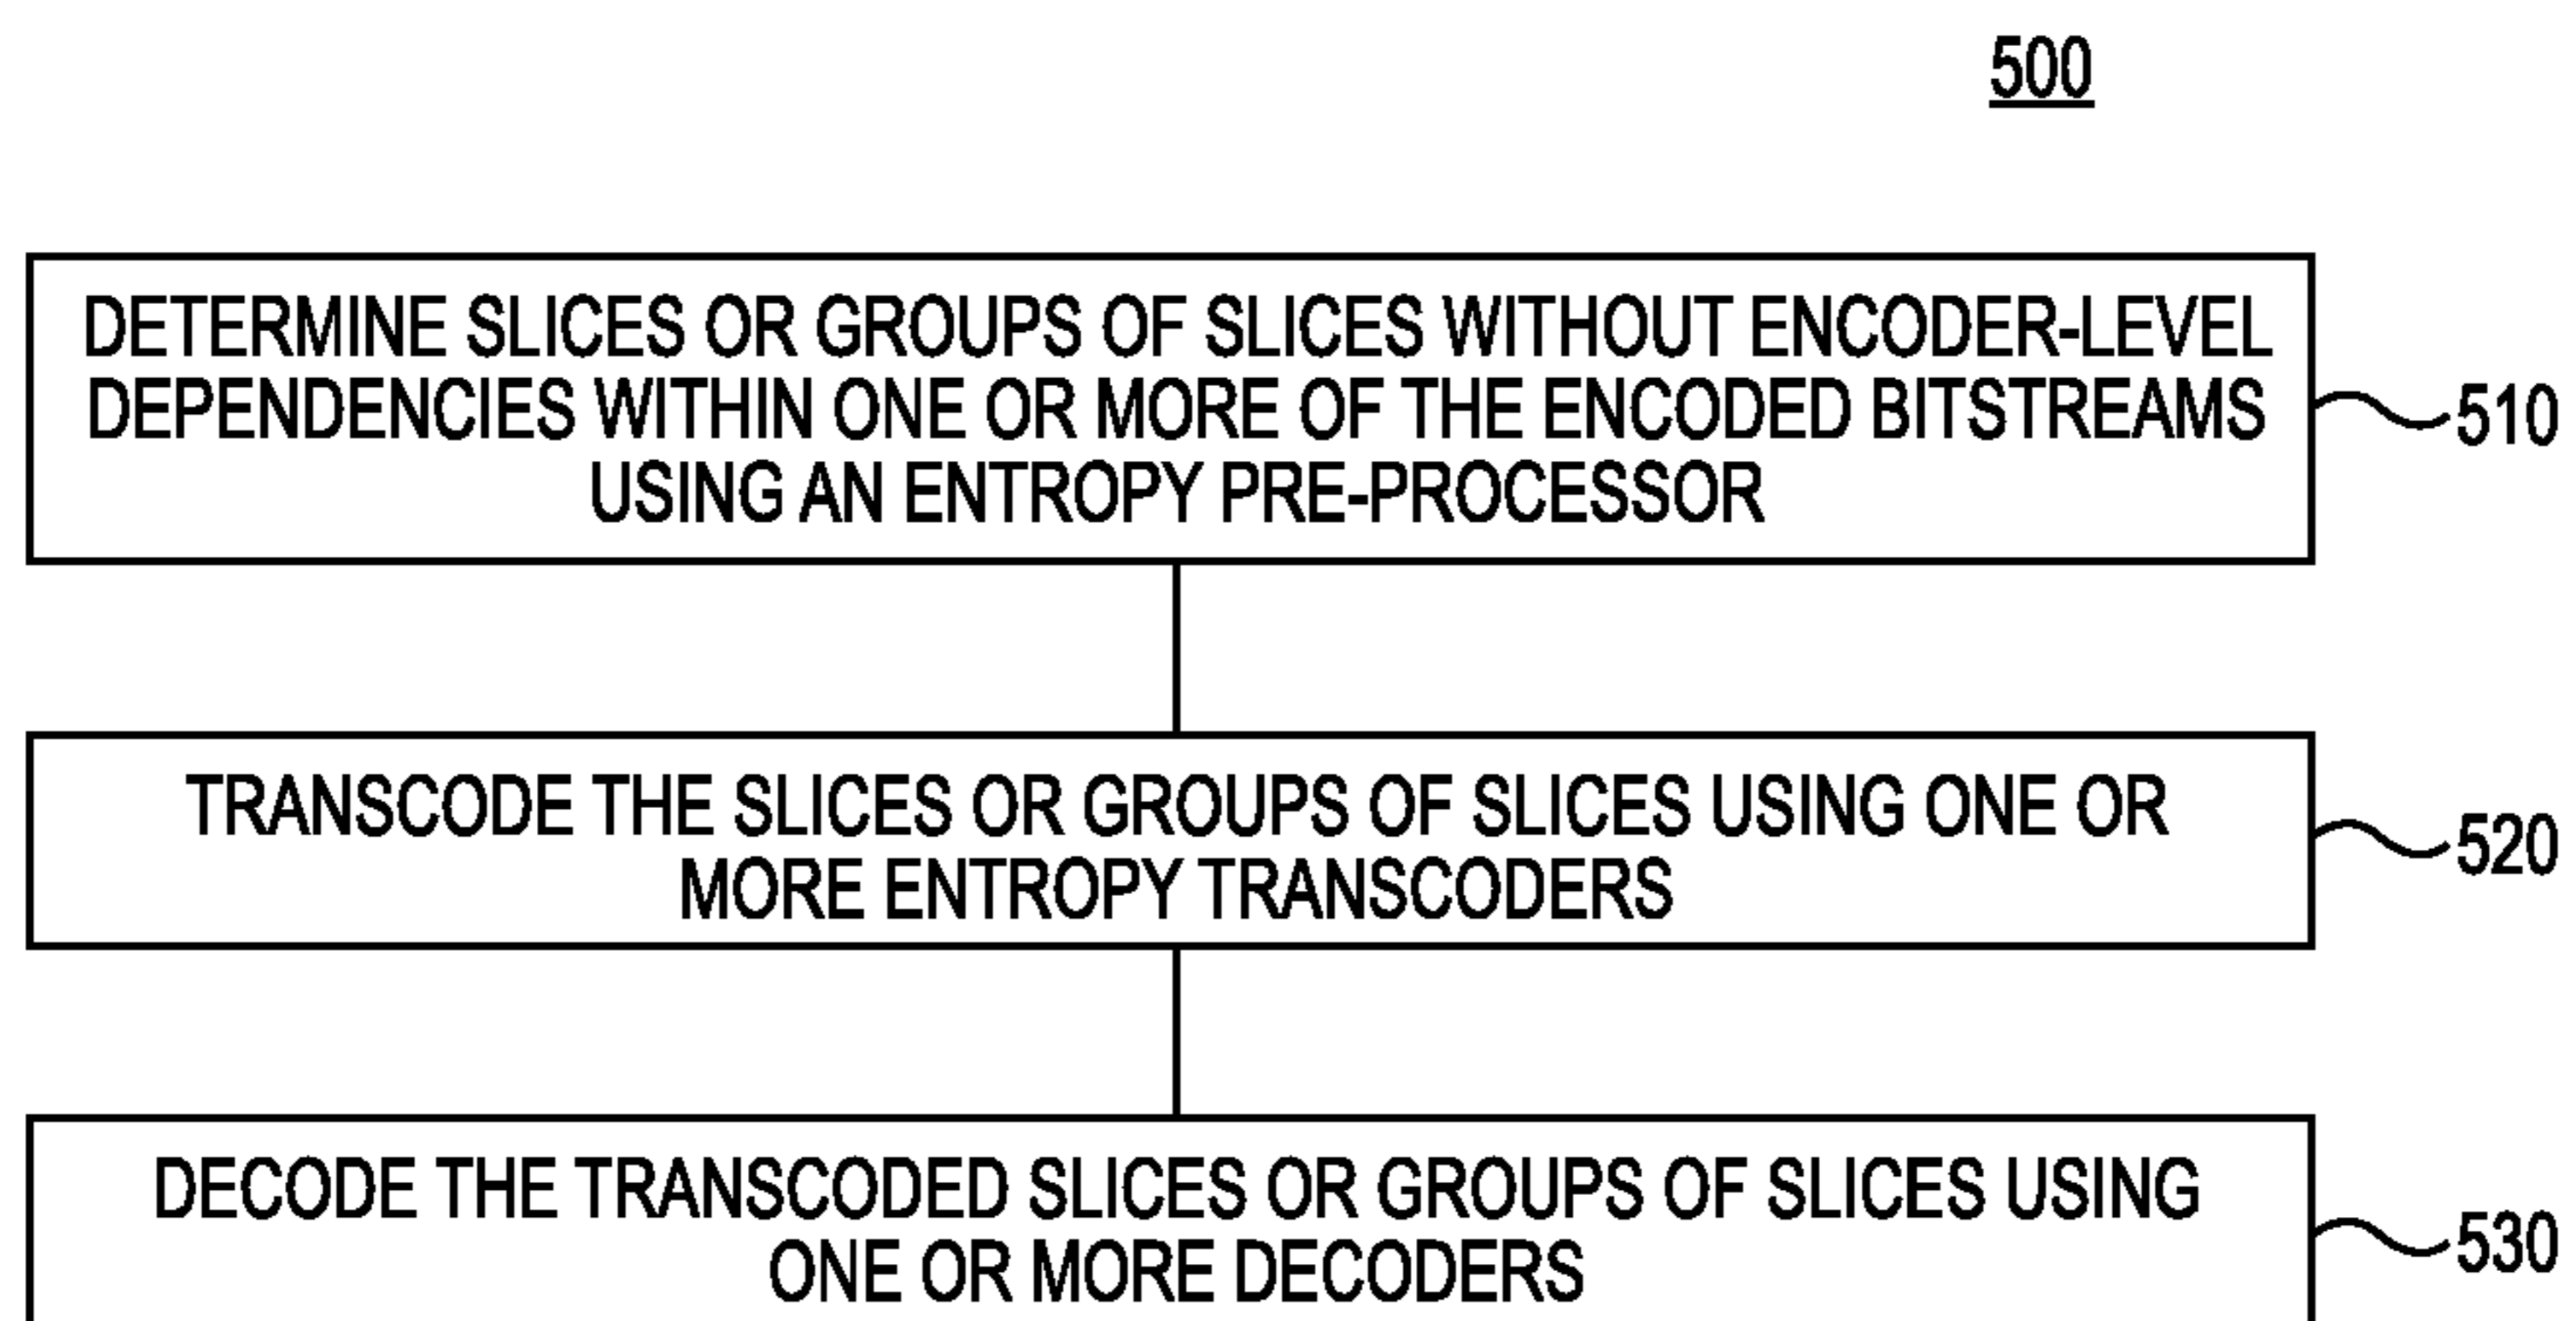 500
DETERMINE SLICES OR GROUPS OF SLICES WITHOUT ENCODER-LEVEL
DEPENDENCIES WITHIN ONE OR MORE OF THE ENCODED BITSTREAMS
USING AN ENTROPY PRE-PROCESSOR
510
TRANSCODE THE SLICES OR GROUPS OF SLICES USING ONE OR
MORE ENTROPY TRANSCODERS
520
DECODE THE TRANSCODED SLICES OR GROUPS OF SLICES USING
ONE OR MORE DECODERS
530